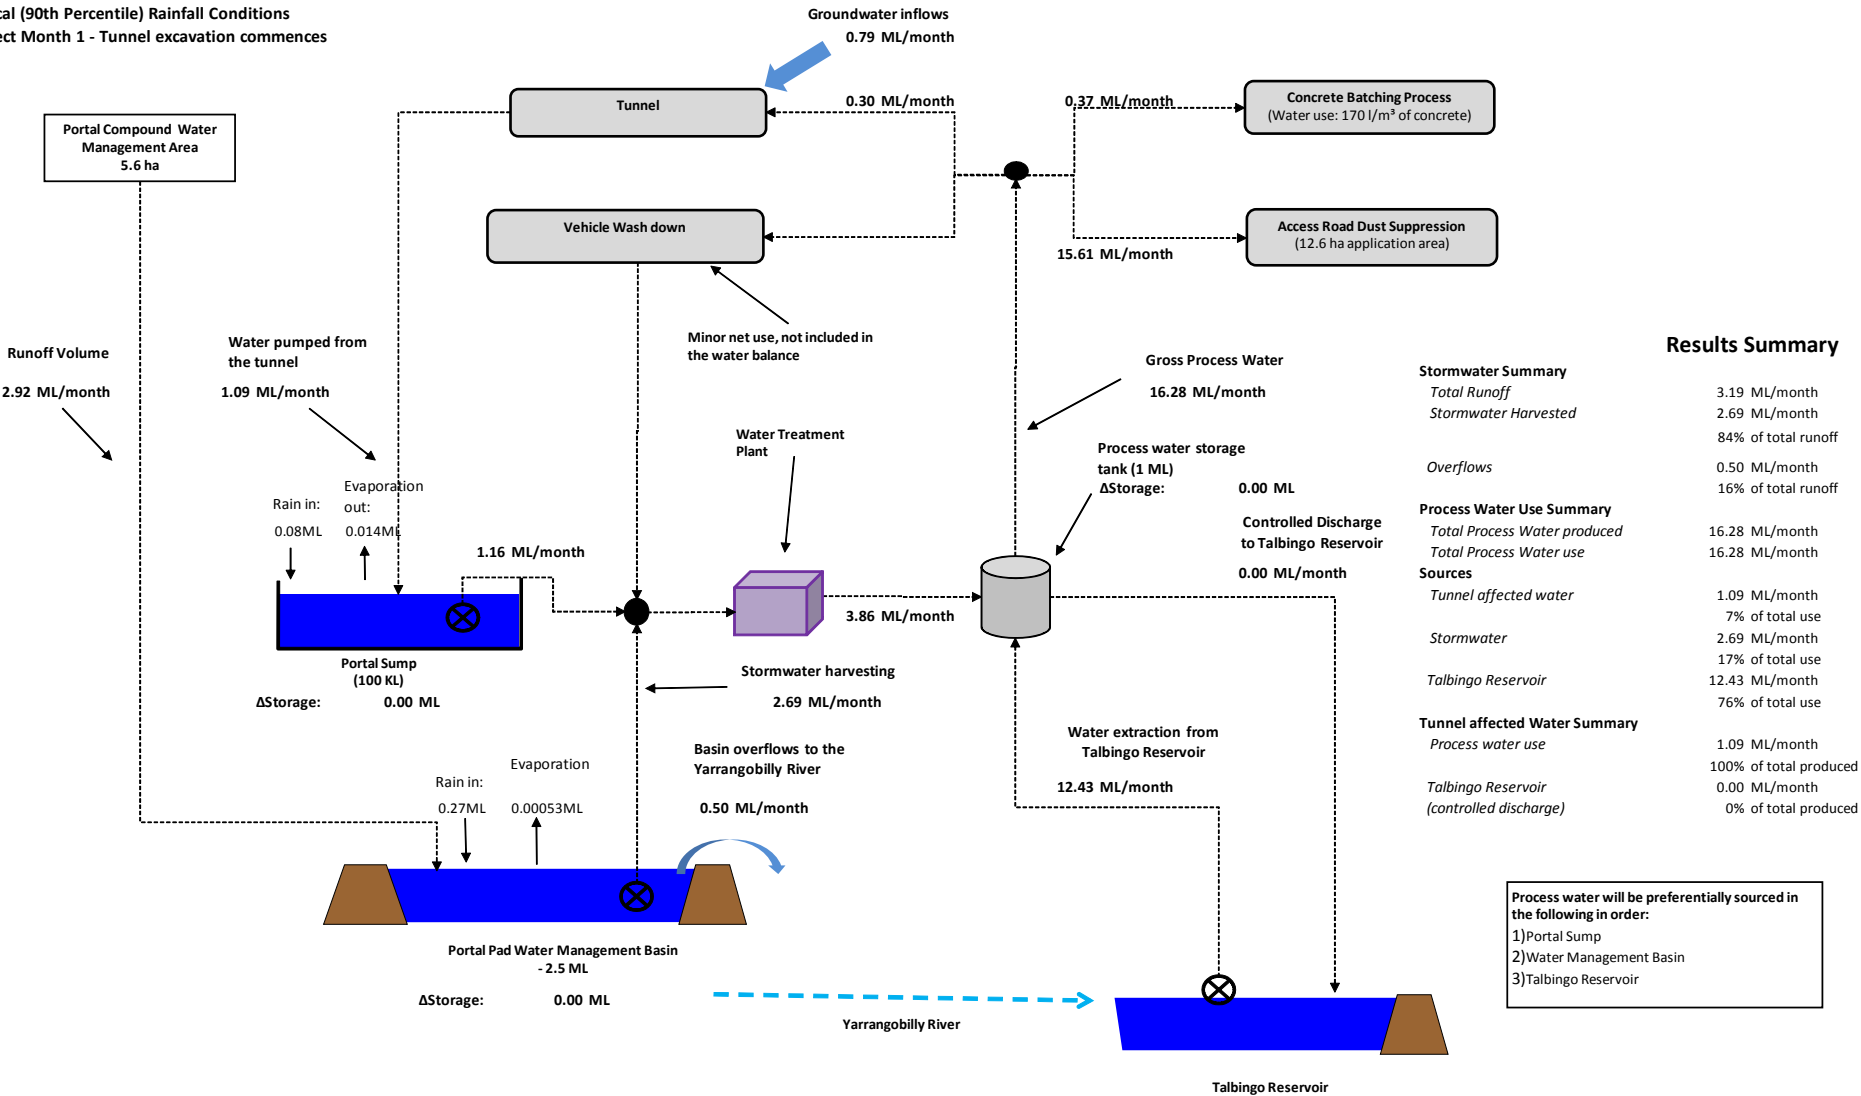 cal (90th Percentile) Rainfall Conditions
ect Month 1 - Tunnel excavation commences
Groundwater inflows
0.79 ML/month
Tunnel
0.30 ML/month
0.37 ML/month
Concrete Batching Process
(Water use: 170 l/m³ of concrete)
Portal Compound Water
Management Area
5.6 ha
Vehicle Wash down
Access Road Dust Suppression
(12.6 ha application area)
15.61 ML/month
Minor net use, not included in
the water balance
Runoff Volume
2.92 ML/month
Water pumped from
the tunnel
1.09 ML/month
Gross Process Water
16.28 ML/month
Water Treatment
Plant
Process water storage
tank (1 ML)
ΔStorage: 0.00 ML
Controlled Discharge
to Talbingo Reservoir
0.00 ML/month
Rain in:
0.08ML
Evaporation
out:
0.014ML
1.16 ML/month
3.86 ML/month
Portal Sump
(100 KL)
ΔStorage: 0.00 ML
Stormwater harvesting
2.69 ML/month
Basin overflows to the
Yarrangobilly River
0.50 ML/month
Water extraction from
Talbingo Reservoir
12.43 ML/month
Rain in:
0.27ML
Evaporation
0.00053ML
Portal Pad Water Management Basin
- 2.5 ML
ΔStorage: 0.00 ML
Yarrangobilly River
Talbingo Reservoir
Results Summary
Stormwater Summary
Total Runoff 3.19 ML/month
Stormwater Harvested 2.69 ML/month
84% of total runoff
Overflows 0.50 ML/month
16% of total runoff
Process Water Use Summary
Total Process Water produced 16.28 ML/month
Total Process Water use 16.28 ML/month
Sources
Tunnel affected water 1.09 ML/month
7% of total use
Stormwater 2.69 ML/month
17% of total use
Talbingo Reservoir 12.43 ML/month
76% of total use
Tunnel affected Water Summary
Process water use 1.09 ML/month
100% of total produced
Talbingo Reservoir 0.00 ML/month
(controlled discharge) 0% of total produced
Process water will be preferentially sourced in
the following in order:
1)Portal Sump
2)Water Management Basin
3)Talbingo Reservoir